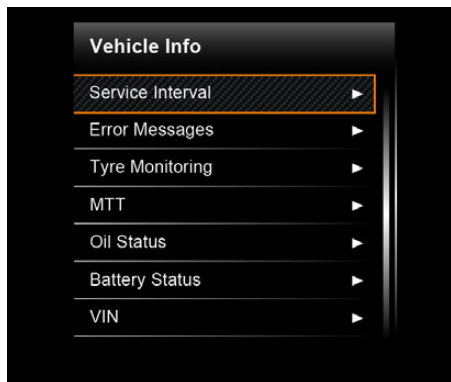 Vehicle Info
Service Interval
Error Messages
Tyre Monitoring
MTT
Oil Status
Battery Status
VIN